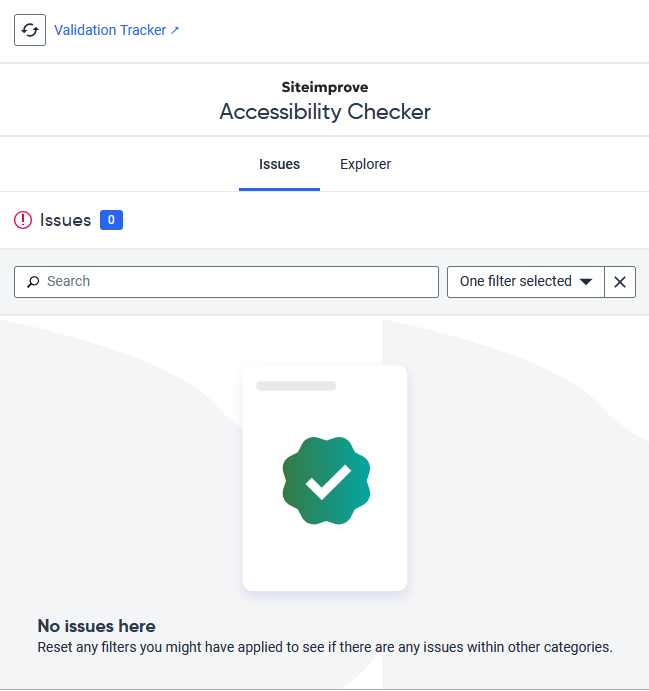 Validation Tracker ↗
Siteimprove
Accessibility Checker
Issues Explorer
Issues 0
Search One filter selected
No issues here
Reset any filters you might have applied to see if there are any issues within other categories.